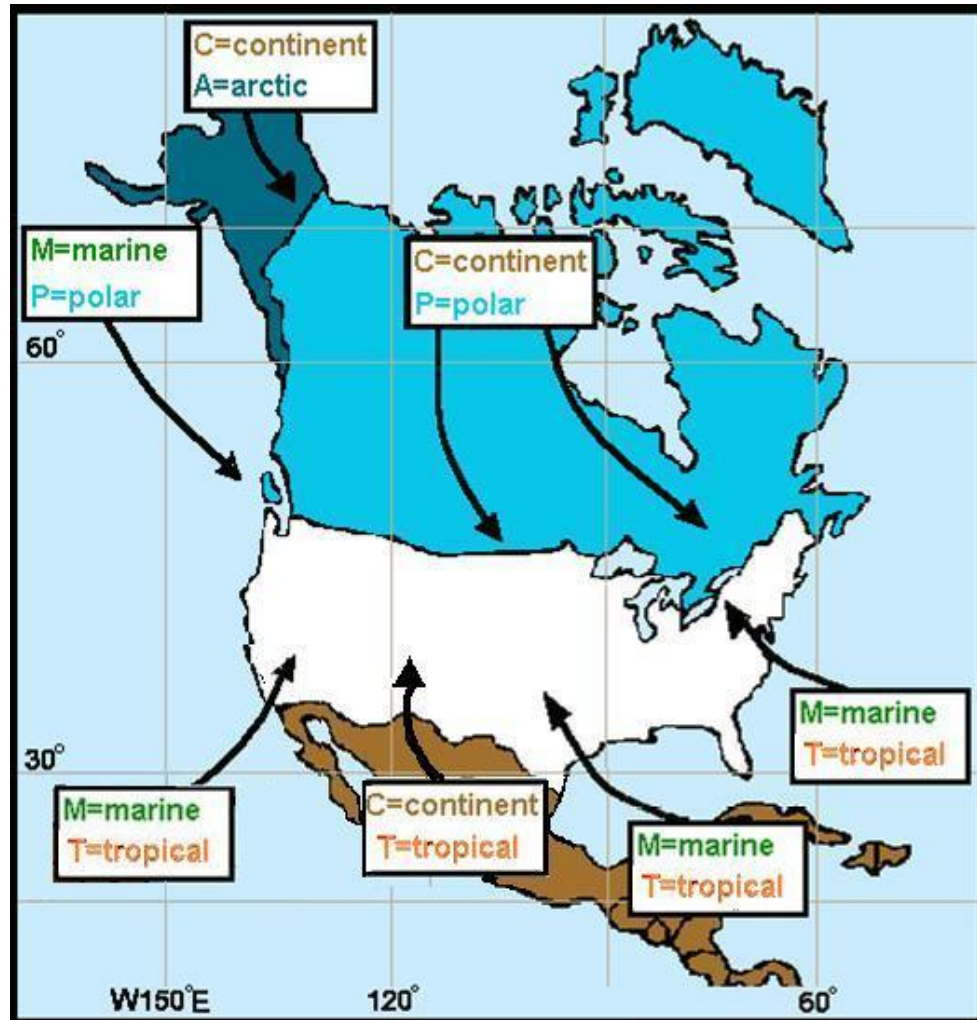 C=continent
A=arctic
M=marine
P=polar
C=continent
P=polar
60°
M=marine
T=tropical
30°
M=marine
T=tropical
C=continent
T=tropical
M=marine
T=tropical
W150°E
120°
60°